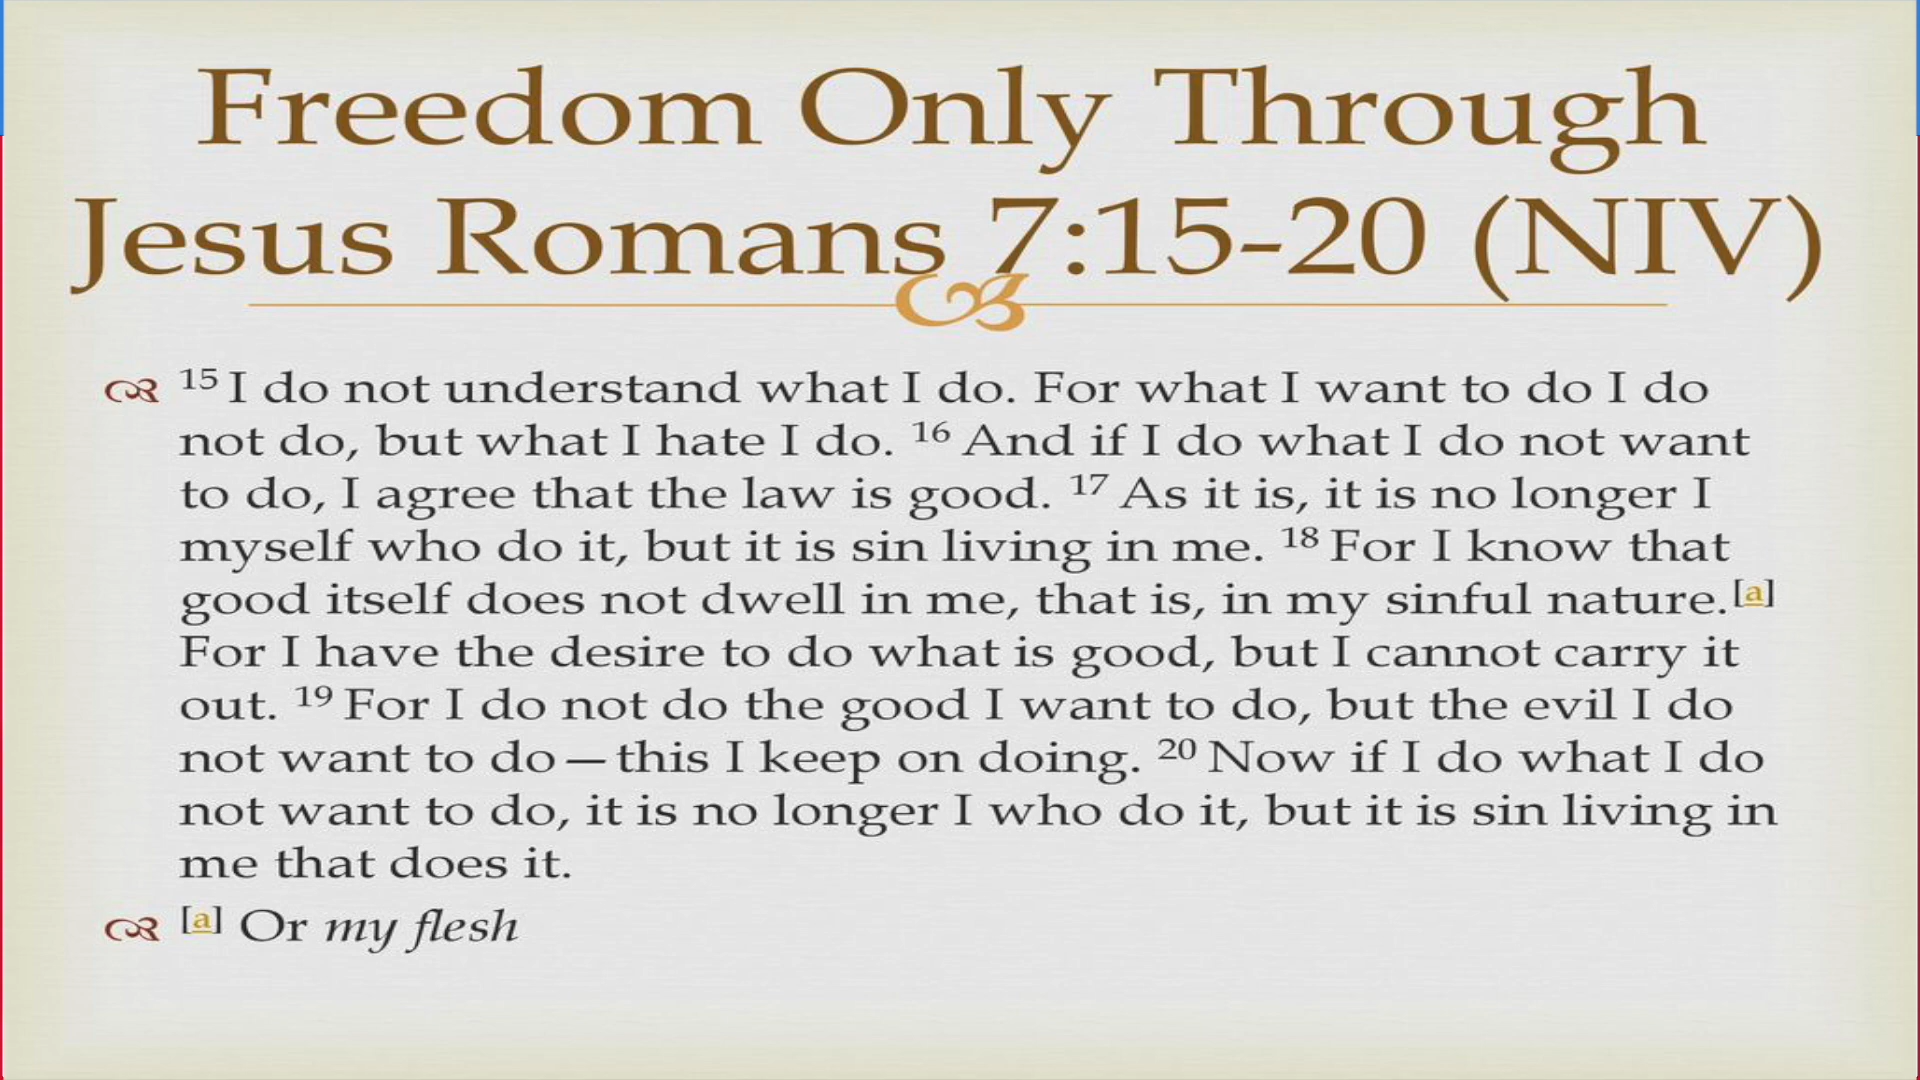 Freedom Only Through
Jesus Romans 7:15-20 (NIV)
15 I do not understand what I do. For what I want to do I do
not do, but what I hate I do. 16 And if I do what I do not want
to do, I agree that the law is good. 17 As it is, it is no longer I
myself who do it, but it is sin living in me. 18 For I know that
good itself does not dwell in me, that is, in my sinful nature.[a]
For I have the desire to do what is good, but I cannot carry it
out. 19 For I do not do the good I want to do, but the evil I do
not want to do—this I keep on doing. 20 Now if I do what I do
not want to do, it is no longer I who do it, but it is sin living in
me that does it.
[a] Or my flesh